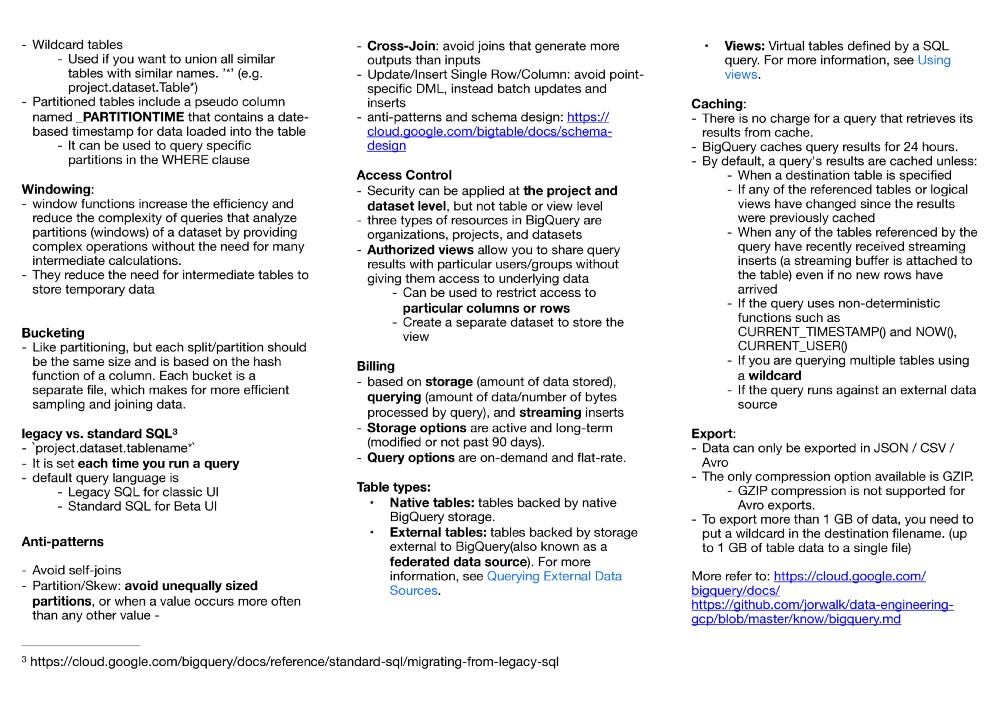 - Wildcard tables
- Used if you want to union all similar
tables with similar names. '*' (e.g.
project.dataset.Table*)
- Partitioned tables include a pseudo column
named _PARTITIONTIME that contains a date-
based timestamp for data loaded into the table
- It can be used to query specific
partitions in the WHERE clause
Windowing:
- window functions increase the efficiency and
reduce the complexity of queries that analyze
partitions (windows) of a dataset by providing
complex operations without the need for many
intermediate calculations.
- They reduce the need for intermediate tables to
store temporary data
Bucketing
- Like partitioning, but each split/partition should
be the same size and is based on the hash
function of a column. Each bucket is a
separate file, which makes for more efficient
sampling and joining data.
legacy vs. standard SQL³
- `project.dataset.tablename*`
- It is set each time you run a query
- default query language is
- Legacy SQL for classic UI
- Standard SQL for Beta UI
Anti-patterns
- Avoid self-joins
- Partition/Skew: avoid unequally sized
partitions, or when a value occurs more often
than any other value -
- Cross-Join: avoid joins that generate more
outputs than inputs
- Update/Insert Single Row/Column: avoid point-
specific DML, instead batch updates and
inserts
- anti-patterns and schema design: https://
cloud.google.com/bigtable/docs/schema-
design
Access Control
- Security can be applied at the project and
dataset level, but not table or view level
- three types of resources in BigQuery are
organizations, projects, and datasets
- Authorized views allow you to share query
results with particular users/groups without
giving them access to underlying data
- Can be used to restrict access to
particular columns or rows
- Create a separate dataset to store the
view
Billing
- based on storage (amount of data stored),
querying (amount of data/number of bytes
processed by query), and streaming inserts
- Storage options are active and long-term
(modified or not past 90 days).
- Query options are on-demand and flat-rate.
Table types:
• Native tables: tables backed by native
BigQuery storage.
• External tables: tables backed by storage
external to BigQuery(also known as a
federated data source). For more
information, see Querying External Data
Sources.
• Views: Virtual tables defined by a SQL
query. For more information, see Using
views.
Caching:
- There is no charge for a query that retrieves its
results from cache.
- BigQuery caches query results for 24 hours.
- By default, a query's results are cached unless:
- When a destination table is specified
- If any of the referenced tables or logical
views have changed since the results
were previously cached
- When any of the tables referenced by the
query have recently received streaming
inserts (a streaming buffer is attached to
the table) even if no new rows have
arrived
- If the query uses non-deterministic
functions such as
CURRENT_TIMESTAMP() and NOW(),
CURRENT_USER()
- If you are querying multiple tables using
a wildcard
- If the query runs against an external data
source
Export:
- Data can only be exported in JSON / CSV /
Avro
- The only compression option available is GZIP.
- GZIP compression is not supported for
Avro exports.
- To export more than 1 GB of data, you need to
put a wildcard in the destination filename. (up
to 1 GB of table data to a single file)
More refer to: https://cloud.google.com/
bigquery/docs/
https://github.com/jorwalk/data-engineering-
gcp/blob/master/know/bigquery.md
³ https://cloud.google.com/bigquery/docs/reference/standard-sql/migrating-from-legacy-sql